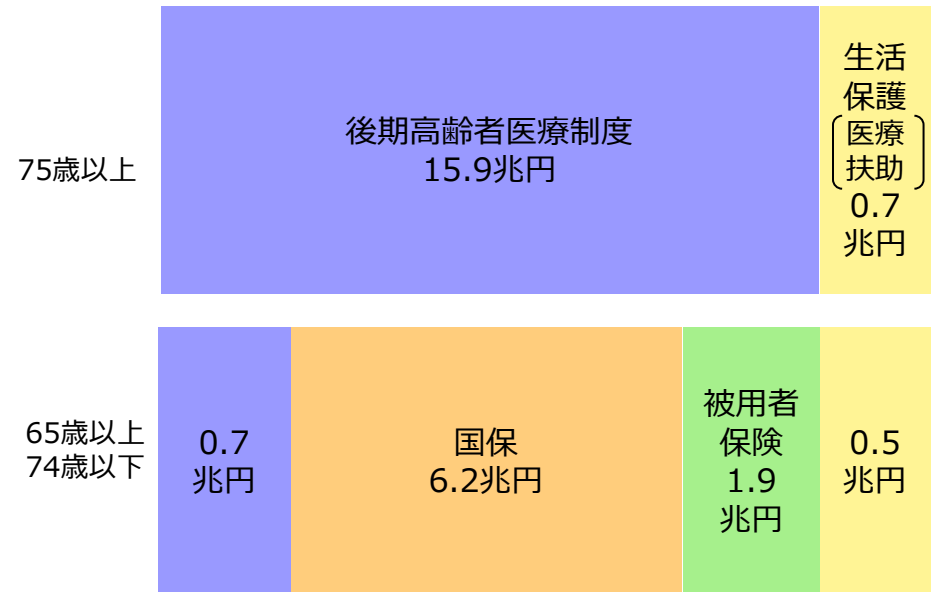 75歳以上
後期高齢者医療制度
15.9兆円
生活
保護
医療
扶助
0.7
兆円
65歳以上
74歳以下
0.7
兆円
国保
6.2兆円
被用者
保険
1.9
兆円
0.5
兆円